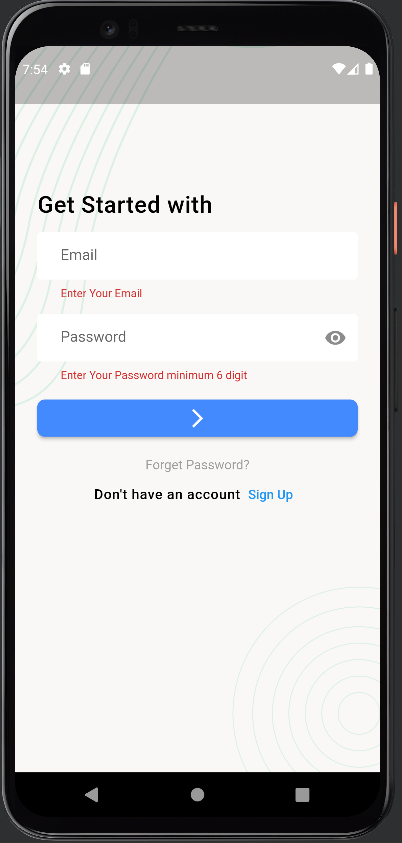 7:54
Get Started with
Email
Enter Your Email
Password
Enter Your Password minimum 6 digit
Forget Password?
Don't have an account Sign Up